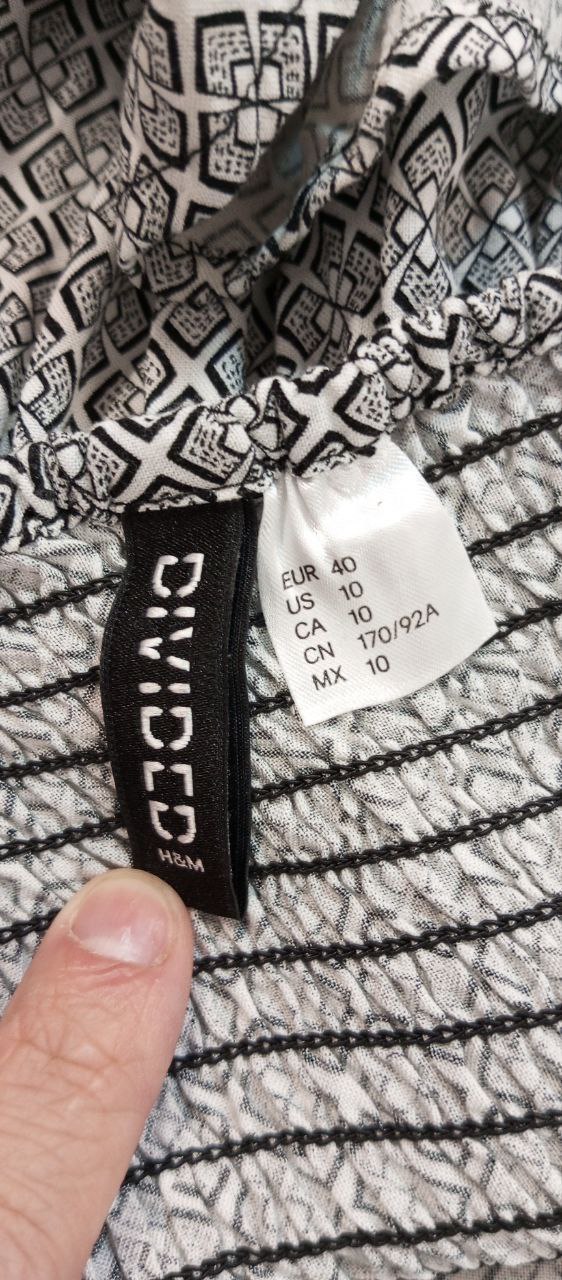 DIVIDED
H&M
EUR 40
US 10
CA 10
CN 170/92A
MX 10